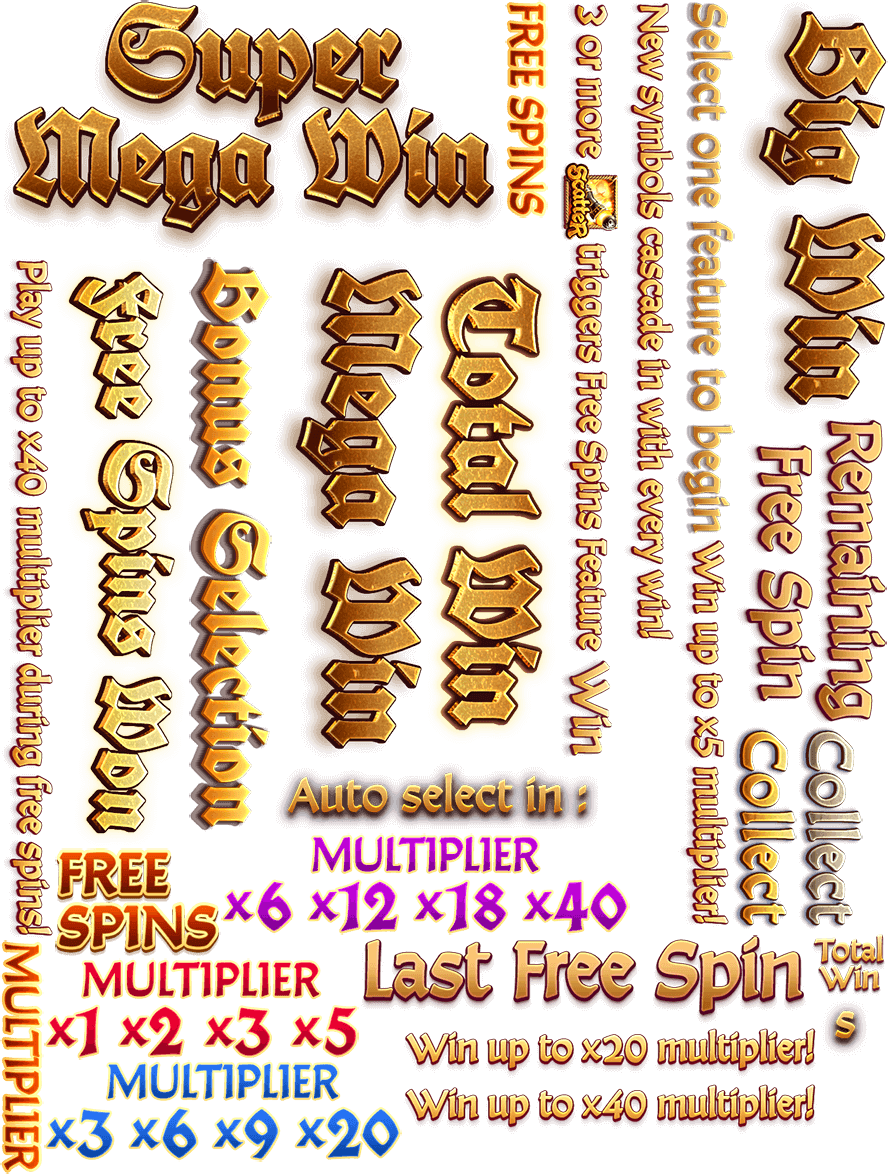 Super
Mega Win
FREE SPINS
3 or more SCATTER triggers Free Spins Feature
Win
New symbols cascade in with every win!
Select one feature to begin
Win up to x5 multiplier!
Big Win
Remaining
Free Spin
Collect
Collect
Play up to x40 multiplier during free spins!
Free Spins Won
Bonus Selection
Mega Win
Total Win
Auto select in :
MULTIPLIER
x6 x12 x18 x40
FREE
SPINS
MULTIPLIER
MULTIPLIER
x1 x2 x3 x5
MULTIPLIER
x3 x6 x9 x20
Last Free Spin
Total
Win
s
Win up to x20 multiplier!
Win up to x40 multiplier!